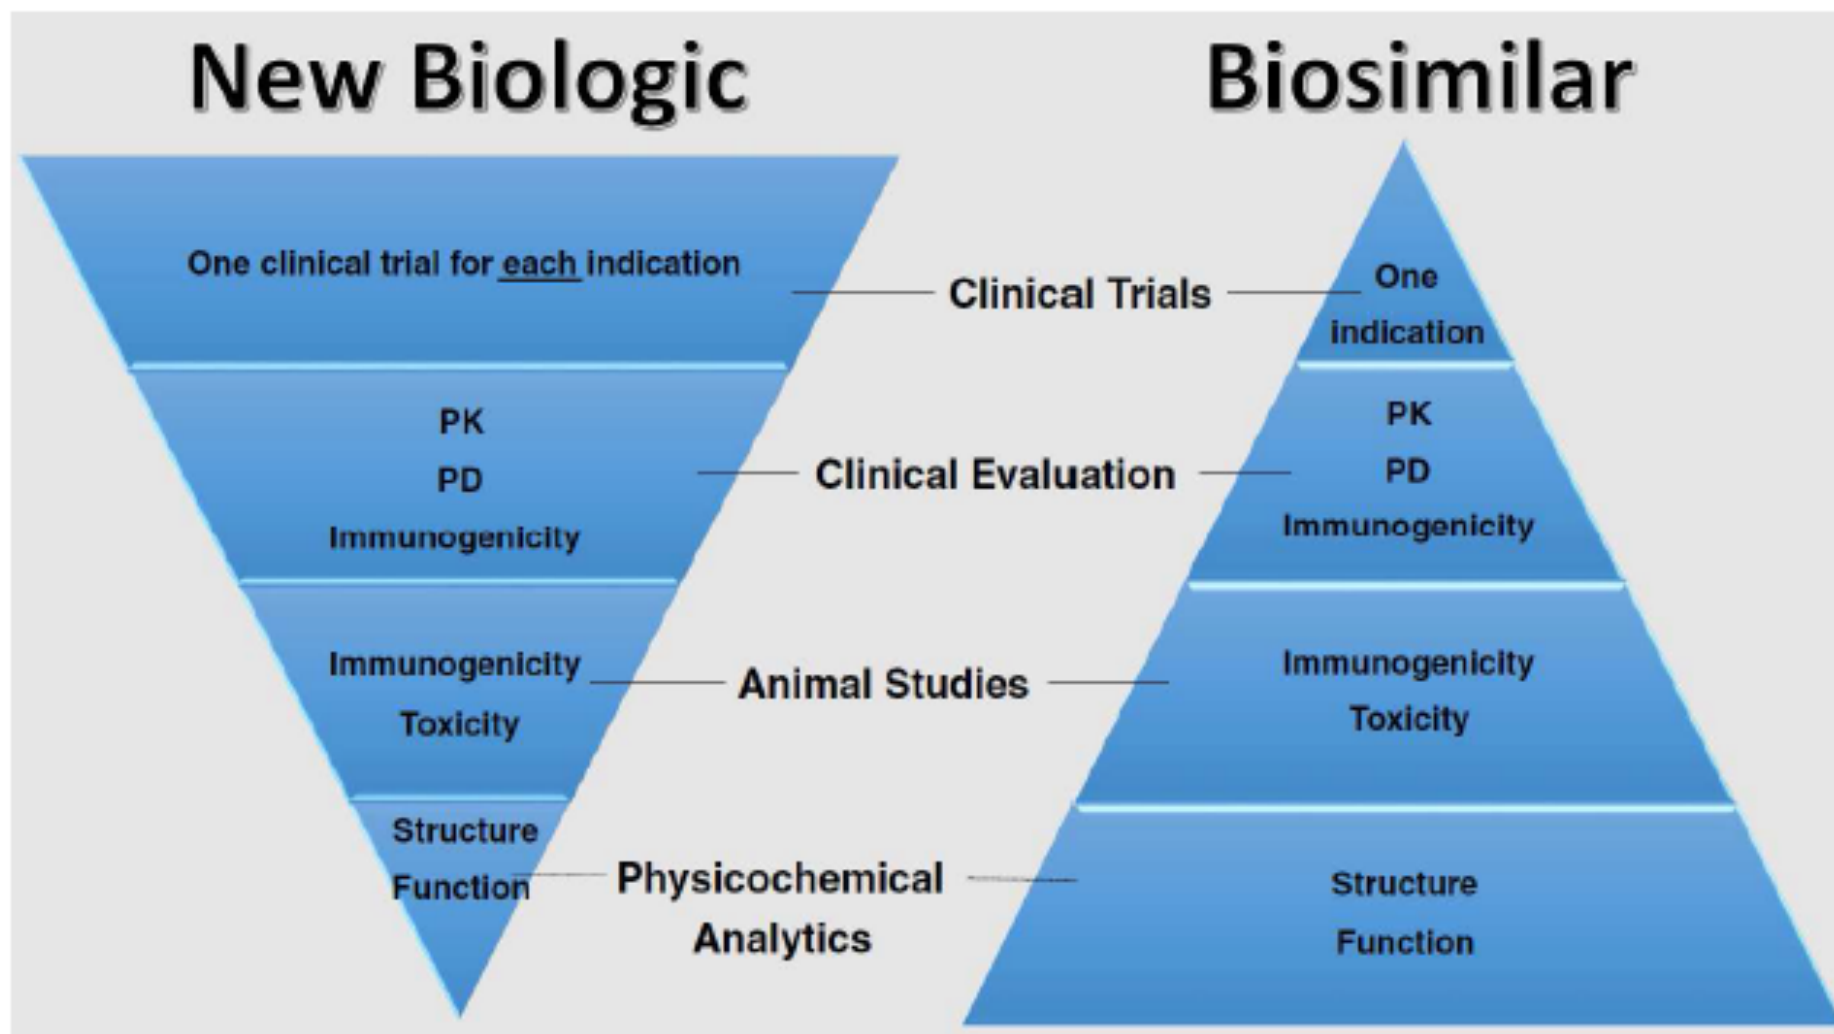 New Biologic
Biosimilar
One clinical trial for each indication
Clinical Trials
One
indication
PK
PD
Immunogenicity
Clinical Evaluation
PK
PD
Immunogenicity
Immunogenicity
Toxicity
Animal Studies
Immunogenicity
Toxicity
Structure
Function
Physicochemical
Analytics
Structure
Function